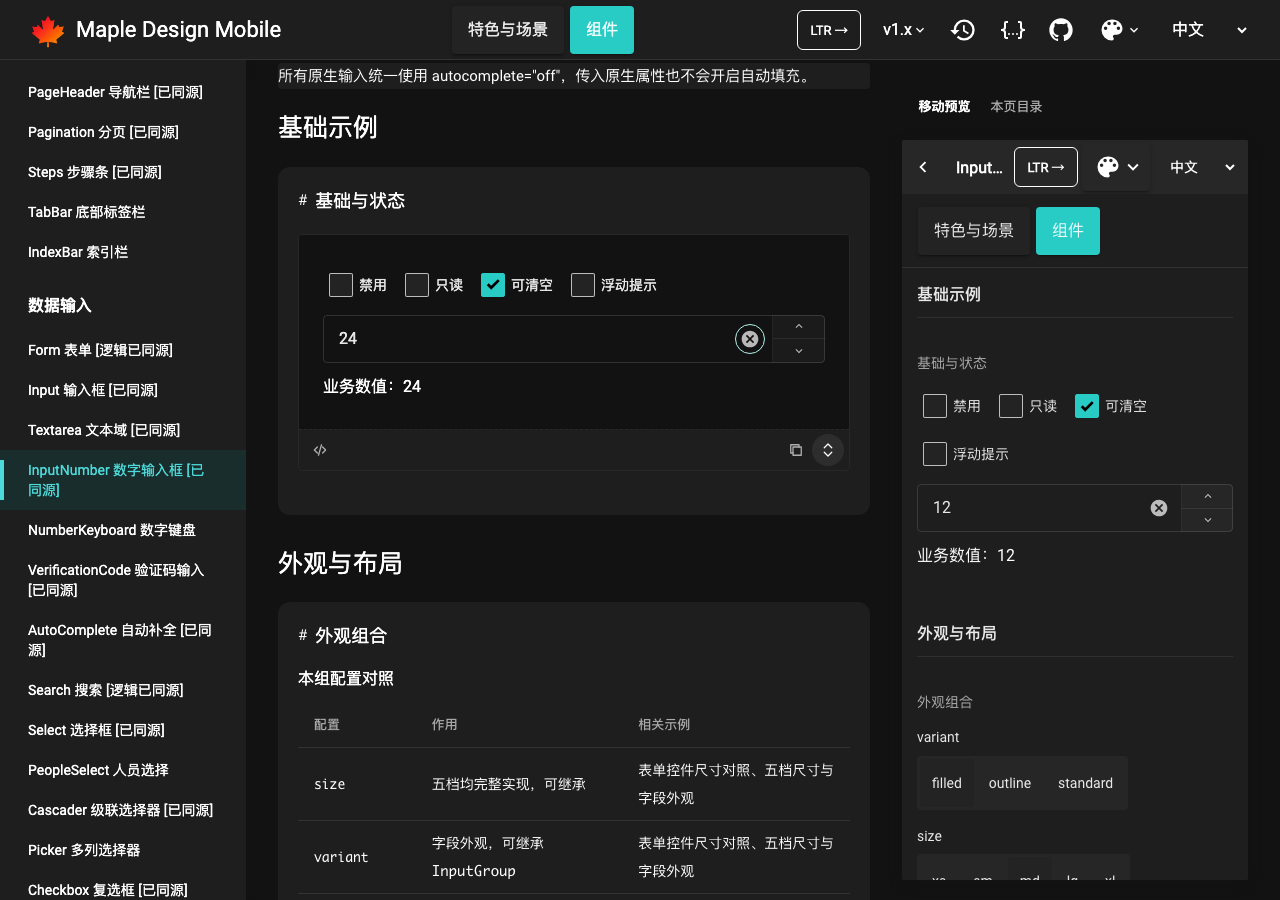 Maple Design Mobile
特色与场景
组件
LTR→
v1.x
{...}
中文
PageHeader 导航栏 [已同源]
Pagination 分页 [已同源]
Steps 步骤条 [已同源]
TabBar 底部标签栏
IndexBar 索引栏
数据输入
Form 表单 [逻辑已同源]
Input 输入框 [已同源]
Textarea 文本域 [已同源]
InputNumber 数字输入框 [已
同源]
NumberKeyboard 数字键盘
VerificationCode 验证码输入
[已同源]
AutoComplete 自动补全 [已同
源]
Search 搜索 [逻辑已同源]
Select 选择框 [已同源]
PeopleSelect 人员选择
Cascader 级联选择器 [已同源]
Picker 多列选择器
Checkbox 复选框 [已同源]
所有原生输入统一使用 autocomplete="off"，传入原生属性也不会开启自动填充。
基础示例
# 基础与状态
禁用
只读
可清空
浮动提示
24
业务数值：24
外观与布局
# 外观组合
本组配置对照
配置 作用 相关示例
size 五档均完整实现，可继承 表单控件尺寸对照、五档尺寸与
字段外观
variant 字段外观，可继承 表单控件尺寸对照、五档尺寸与
InputGroup 字段外观
移动预览
本页目录
Input...
LTR→
中文
特色与场景
组件
基础示例
基础与状态
禁用
只读
可清空
浮动提示
12
业务数值：12
外观与布局
外观组合
variant
filled
outline
standard
size
xs sm md lg xl